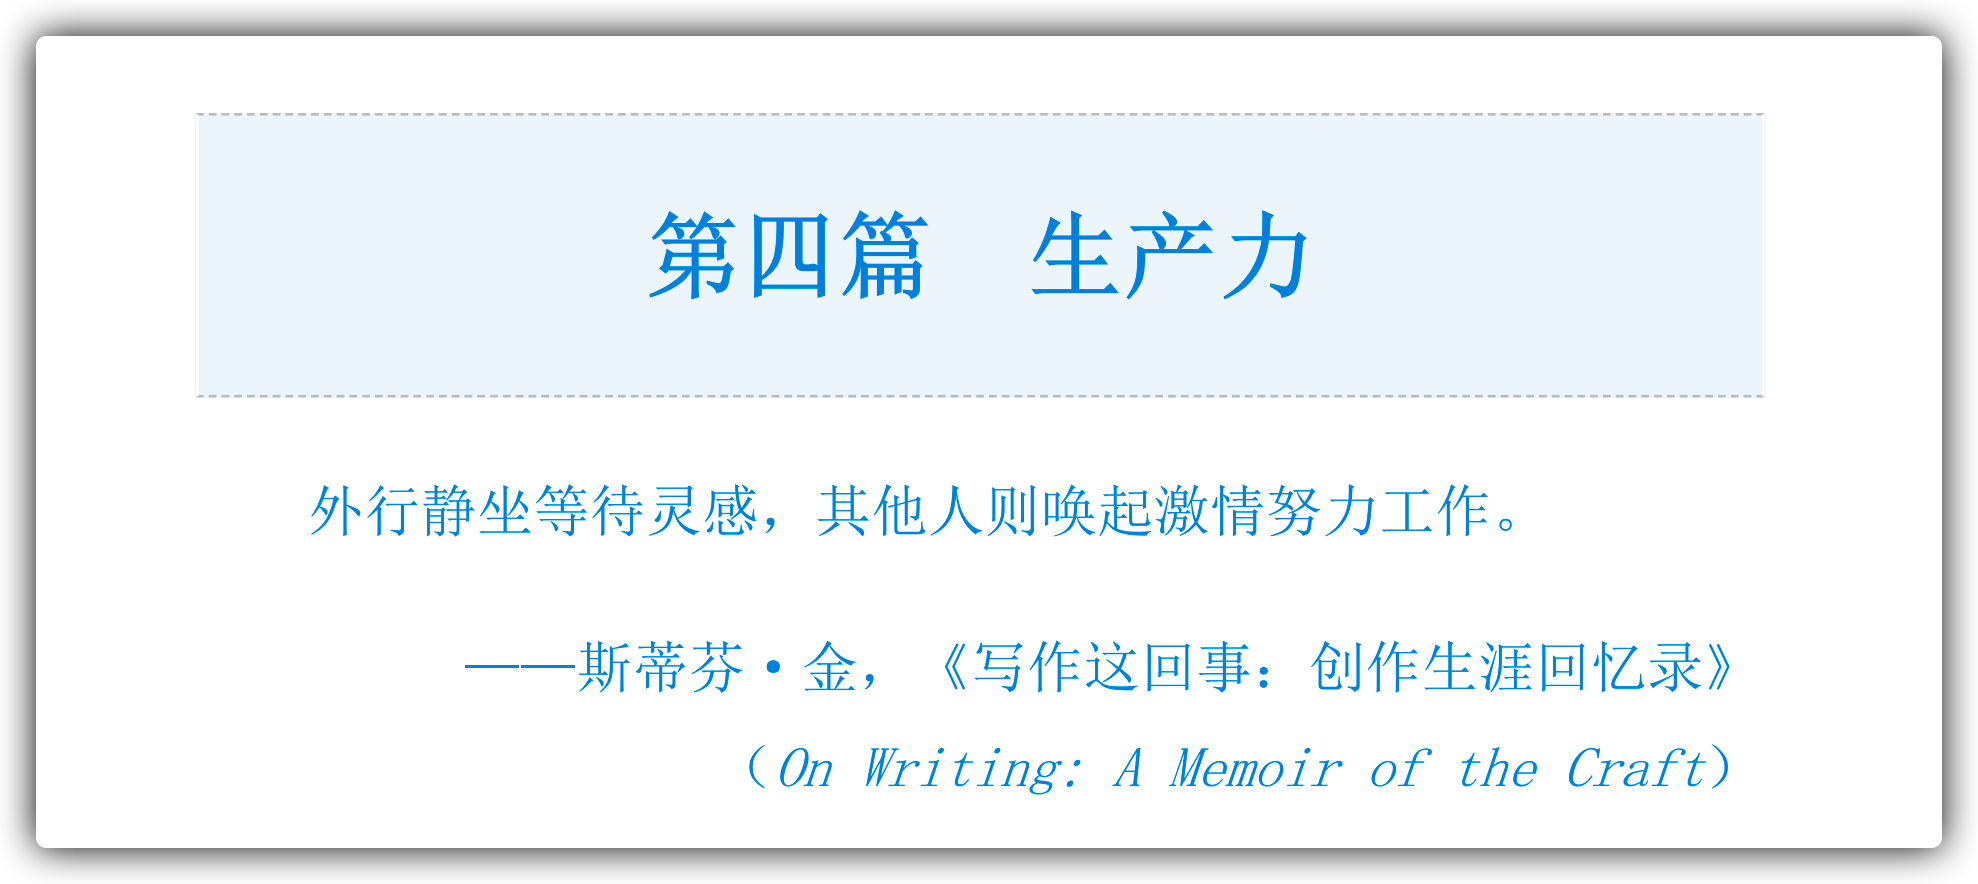 第四篇　生产力
外行静坐等待灵感，其他人则唤起激情努力工作。
——斯蒂芬·金，《写作这回事：创作生涯回忆录》
（On Writing: A Memoir of the Craft）